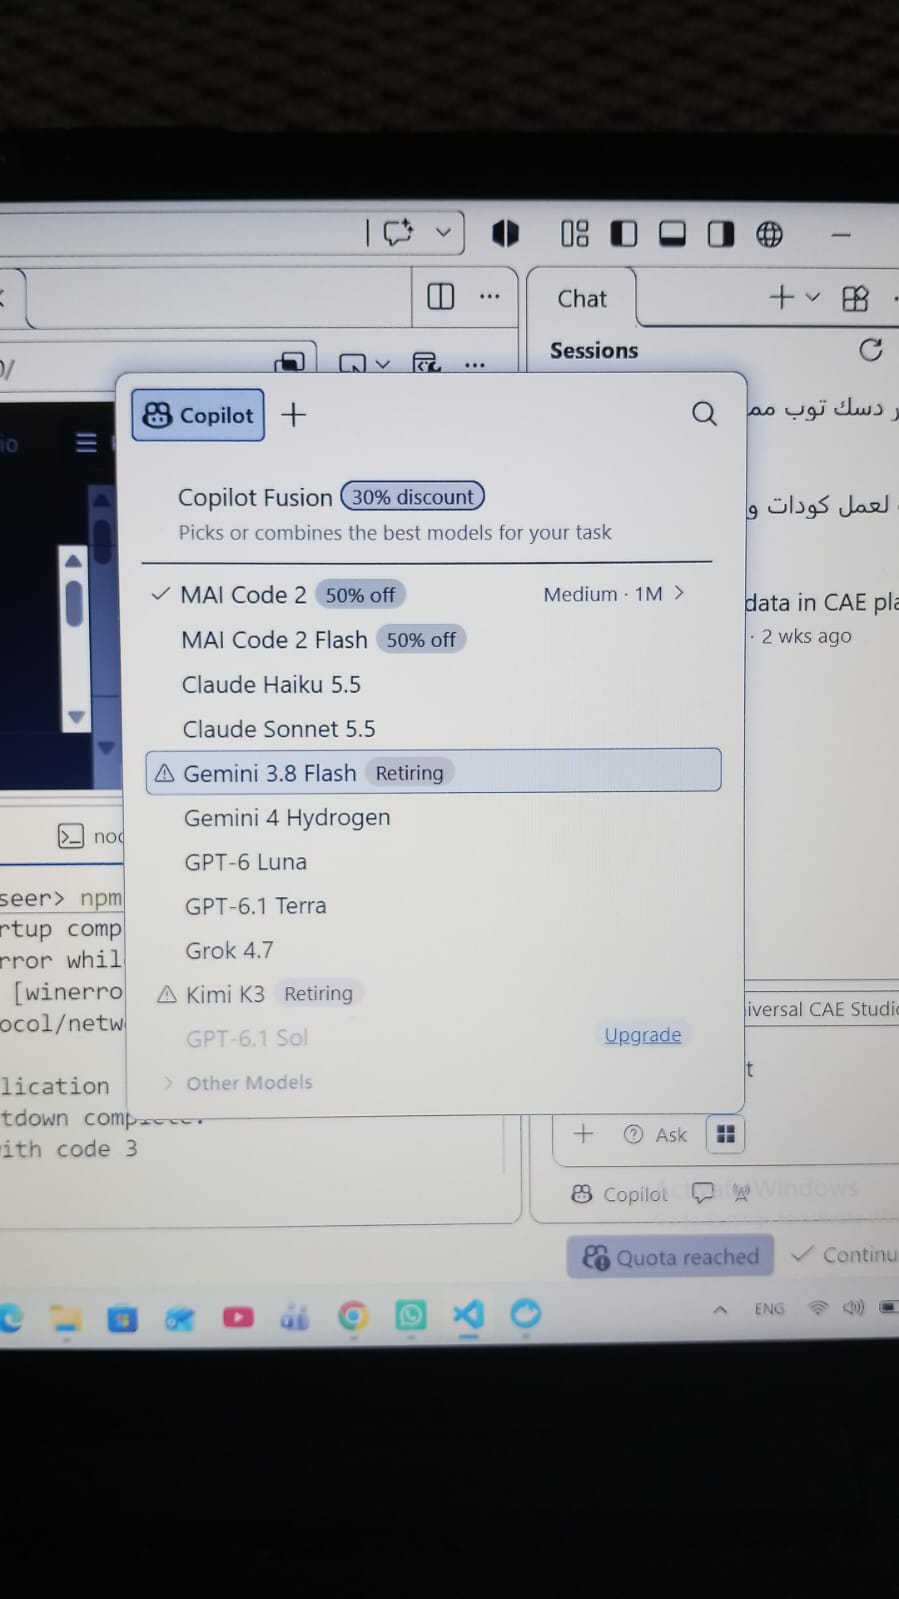 Chat
Sessions
Copilot
دسك توب
Copilot Fusion 30% discount
لعمل كودات و
Picks or combines the best models for your task
MAI Code 2 50% off Medium · 1M
data in CAE
MAI Code 2 Flash 50% off
· 2 wks ago
Claude Haiku 5.5
Claude Sonnet 5.5
Gemini 3.8 Flash Retiring
Gemini 4 Hydrogen
GPT-6 Luna
seer> npm
GPT-6.1 Terra
rtup comp
Grok 4.7
rror whil
[winerro
Kimi K3 Retiring
iversal CAE Studi
ocol/netw
GPT-6.1 Sol Upgrade
lication
Other Models
tdown comp
Ask
ith code 3
Copilot
Activate Windows
Quota reached
Continu
ENG